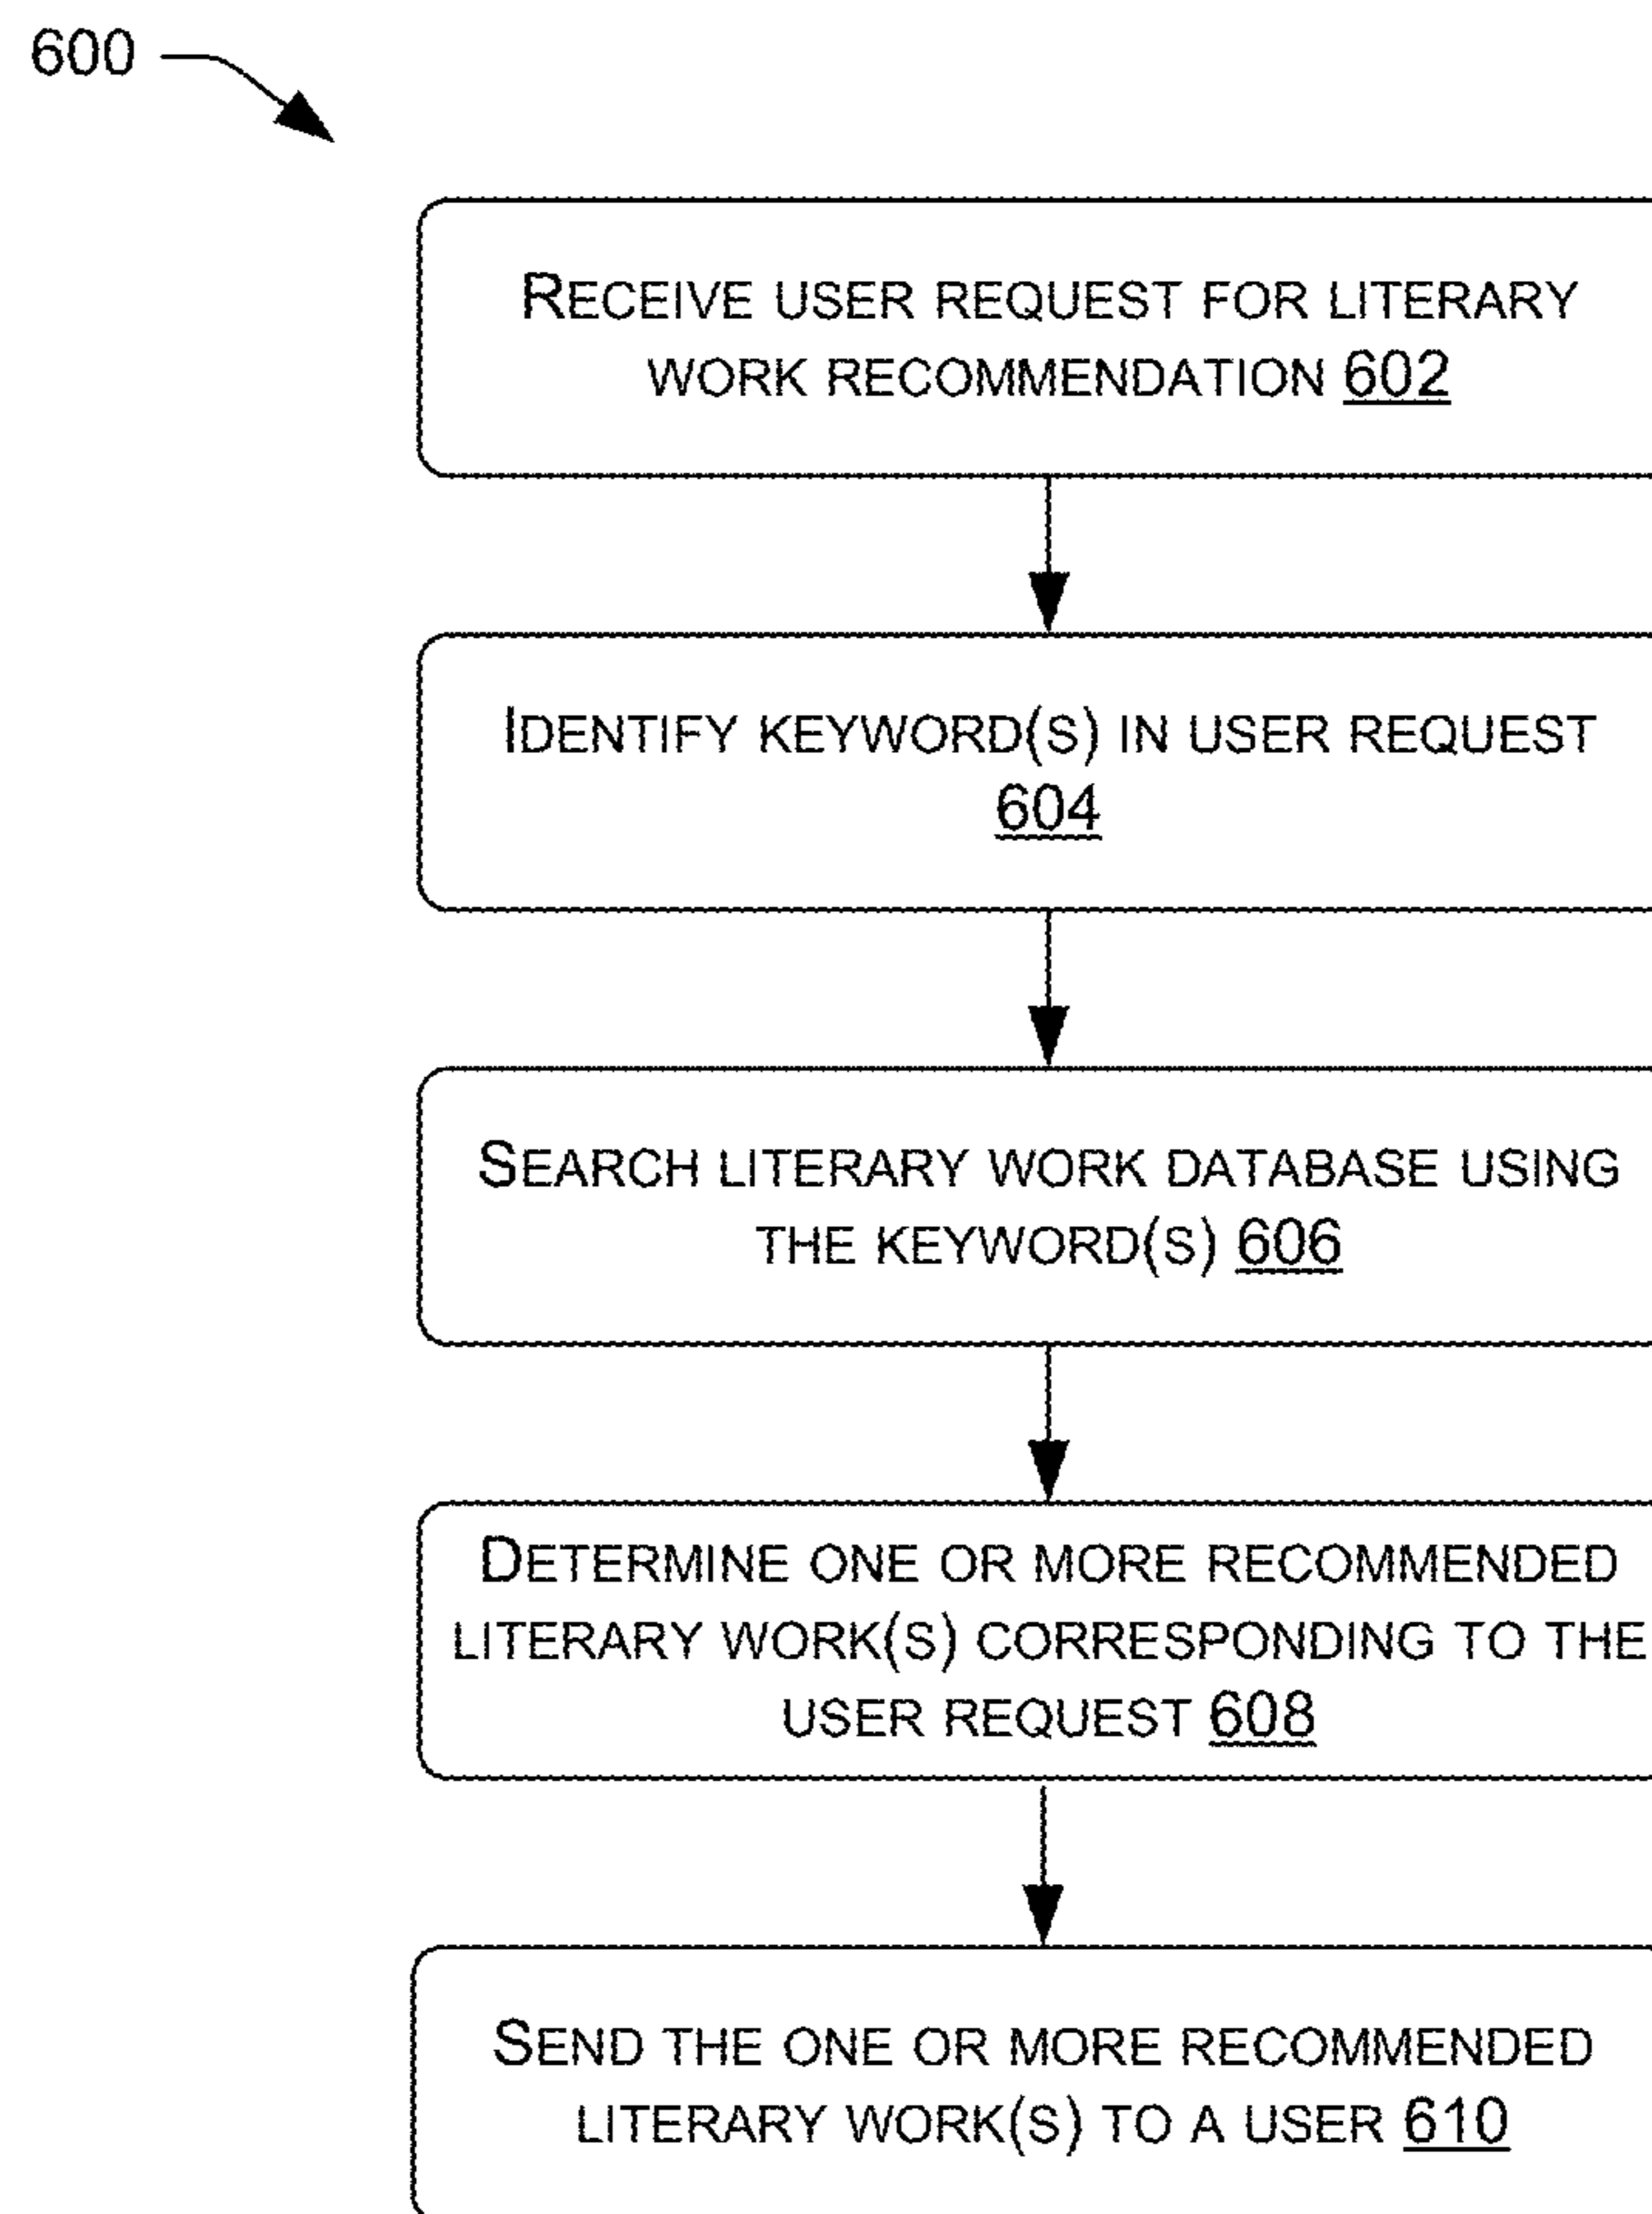 600
RECEIVE USER REQUEST FOR LITERARY
WORK RECOMMENDATION 602
IDENTIFY KEYWORD(S) IN USER REQUEST
604
SEARCH LITERARY WORK DATABASE USING
THE KEYWORD(S) 606
DETERMINE ONE OR MORE RECOMMENDED
LITERARY WORK(S) CORRESPONDING TO THE
USER REQUEST 608
SEND THE ONE OR MORE RECOMMENDED
LITERARY WORK(S) TO A USER 610